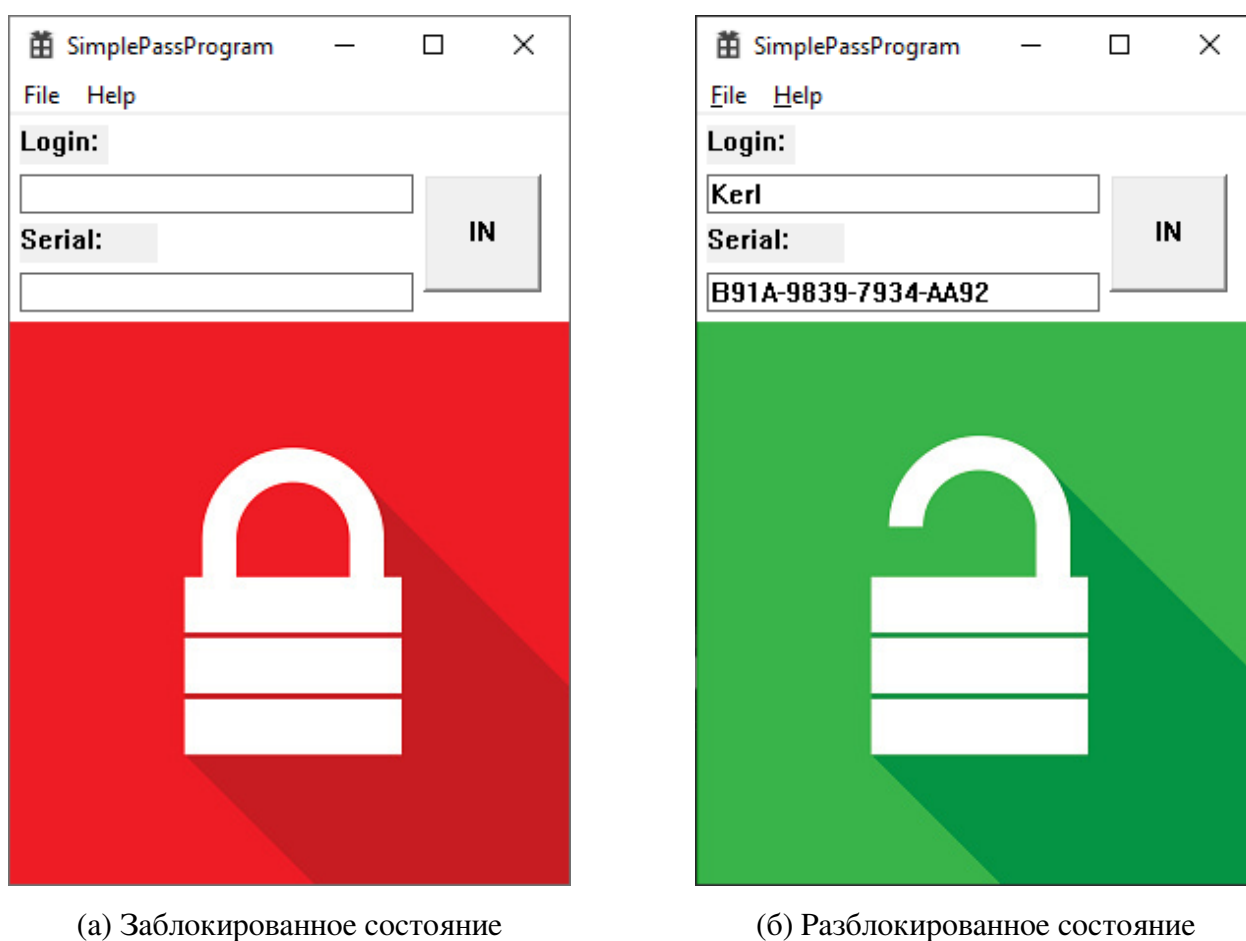 SimplePassProgram
File Help
Login:
Serial:
IN
(а) Заблокированное состояние
SimplePassProgram
File Help
Login:
Kerl
Serial:
B91A-9839-7934-AA92
IN
(б) Разблокированное состояние